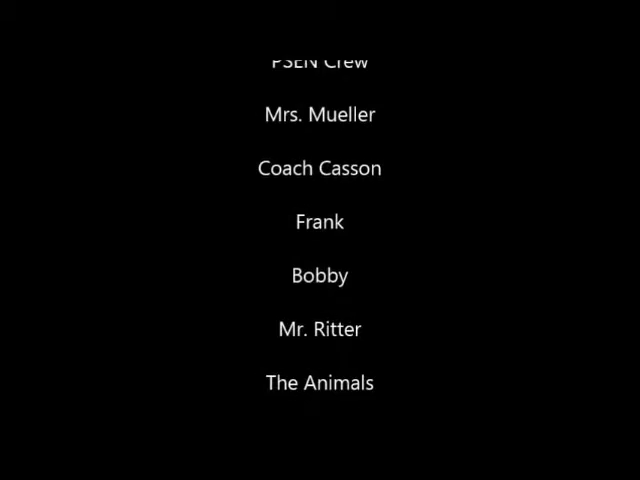 PSEN Crew
Mrs. Mueller
Coach Casson
Frank
Bobby
Mr. Ritter
The Animals